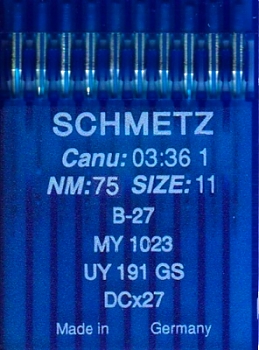 SCHMETZ
Canu: 03:36 1
NM:75 SIZE:11
B-27
MY 1023
UY 191 GS
DCx27
Made in Germany